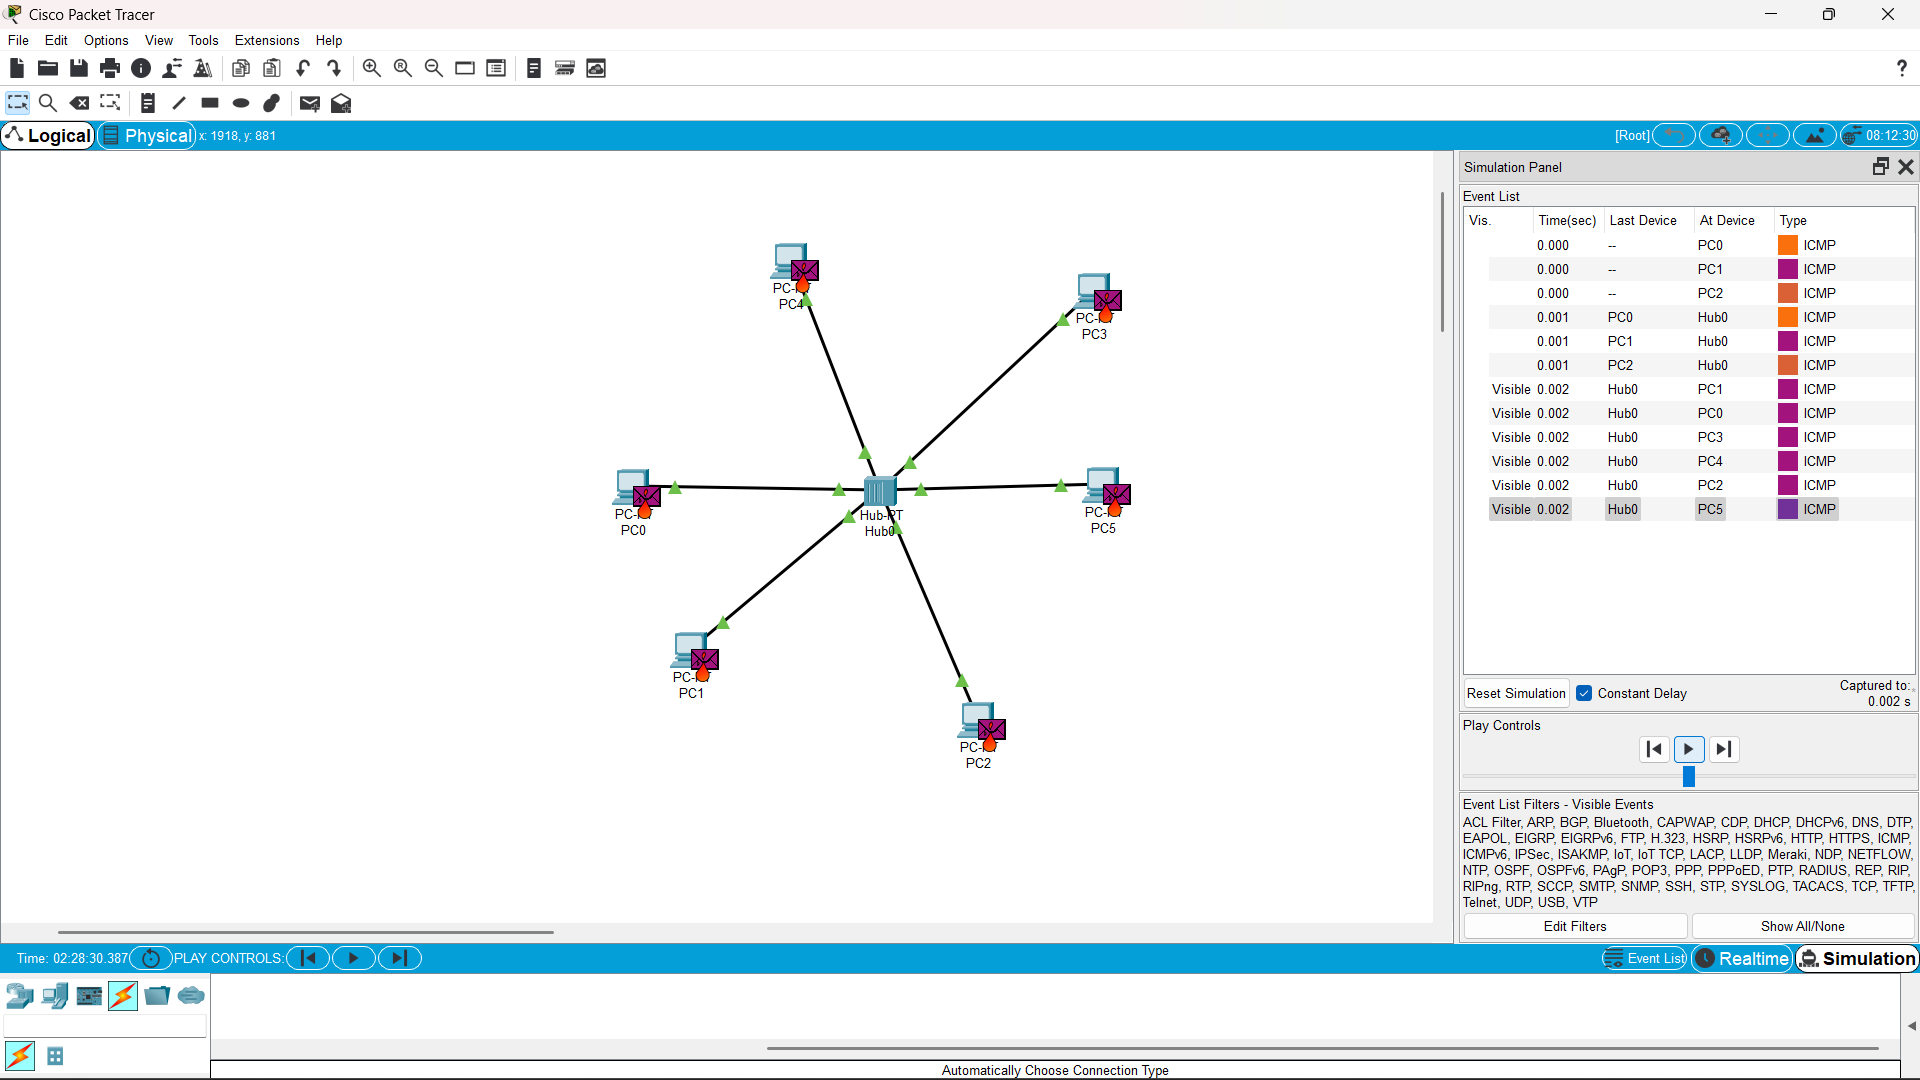 Cisco Packet Tracer
File Edit Options View Tools Extensions Help
Logical Physical x: 1918, y: 881 [Root] 08:12:30
PC4
PC3
PC0
Hub-PT
Hub0
PC5
PC1
PC2
Simulation Panel
Event List
Vis. Time(sec) Last Device At Device Type
0.000 -- PC0 ICMP
0.000 -- PC1 ICMP
0.000 -- PC2 ICMP
0.001 PC0 Hub0 ICMP
0.001 PC1 Hub0 ICMP
0.001 PC2 Hub0 ICMP
Visible 0.002 Hub0 PC1 ICMP
Visible 0.002 Hub0 PC0 ICMP
Visible 0.002 Hub0 PC3 ICMP
Visible 0.002 Hub0 PC4 ICMP
Visible 0.002 Hub0 PC2 ICMP
Visible 0.002 Hub0 PC5 ICMP
Reset Simulation Constant Delay Captured to:
0.002 s
Play Controls
Event List Filters - Visible Events
ACL Filter, ARP, BGP, Bluetooth, CAPWAP, CDP, DHCP, DHCPv6, DNS, DTP,
EAPOL, EIGRP, EIGRPv6, FTP, H.323, HSRP, HSRPv6, HTTP, HTTPS, ICMP,
ICMPv6, IPSec, ISAKMP, IoT, IoT TCP, LACP, LLDP, Meraki, NDP, NETFLOW,
NTP, OSPF, OSPFv6, PAgP, POP3, PPP, PPPoED, PTP, RADIUS, REP, RIP,
RIPng, RTP, SCCP, SMTP, SNMP, SSH, STP, SYSLOG, TACACS, TCP, TFTP,
Telnet, UDP, USB, VTP
Edit Filters Show All/None
Time: 02:28:30.387 PLAY CONTROLS: Event List Realtime Simulation
Automatically Choose Connection Type